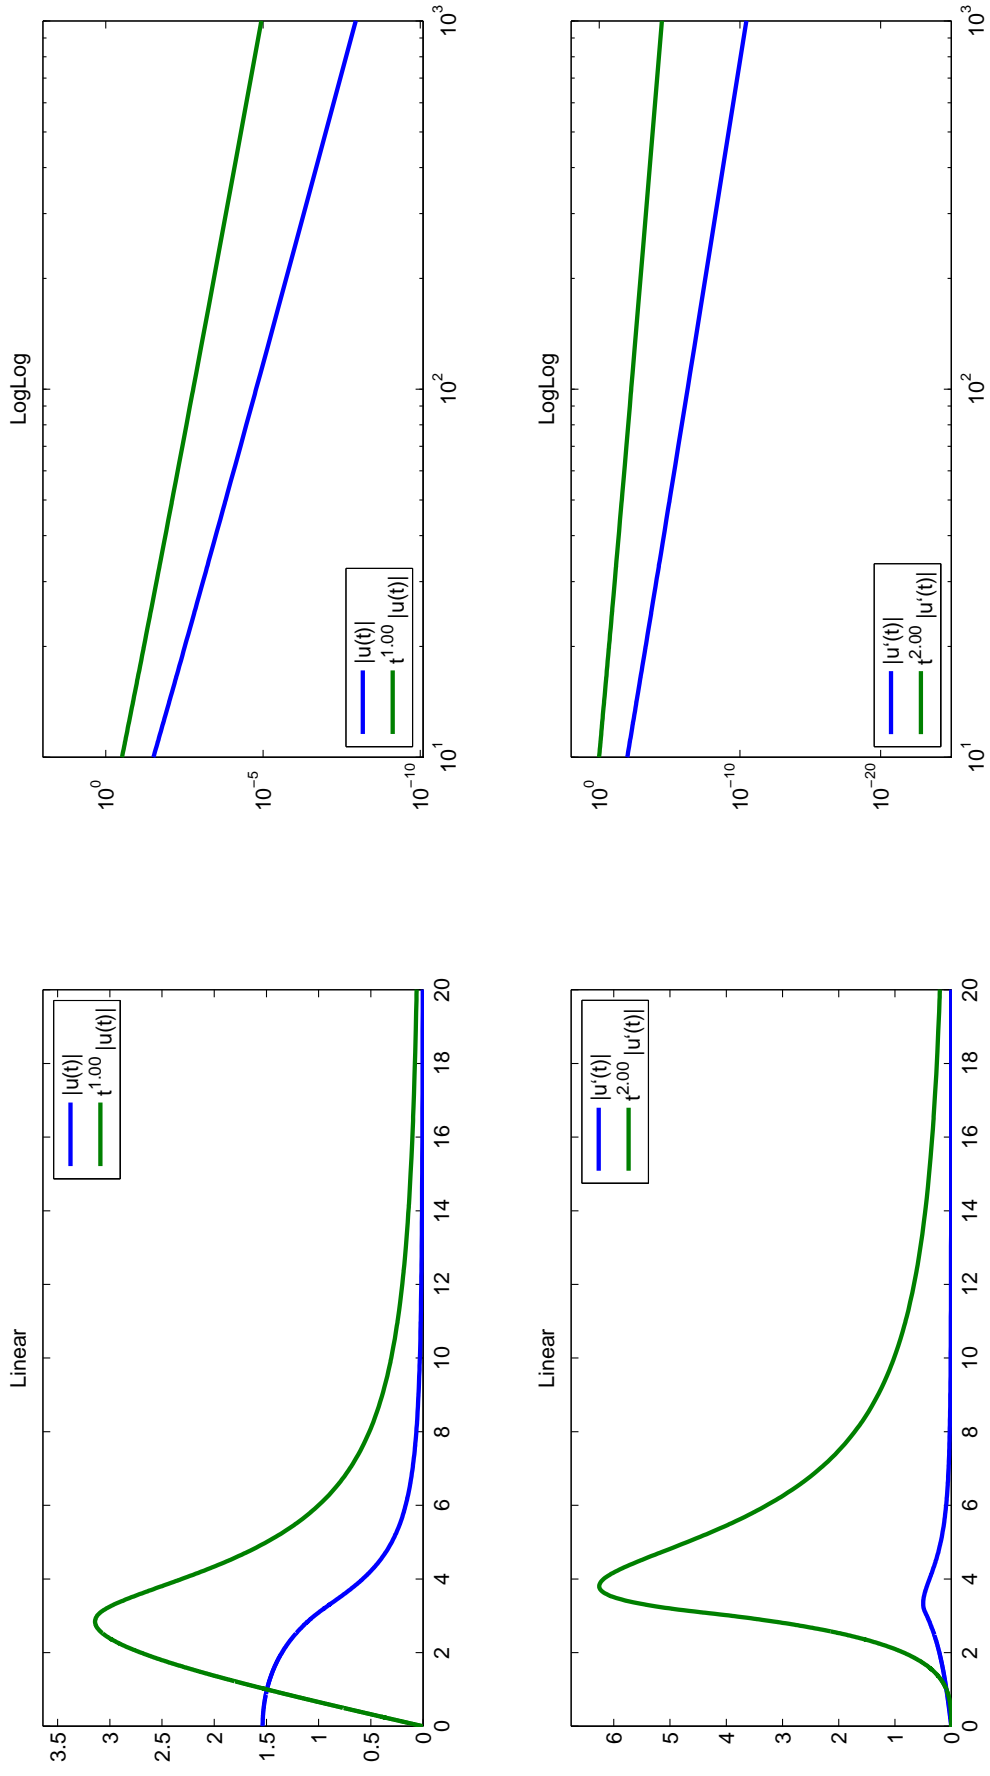 Linear
3.5
3
2.5
2
1.5
1
0.5
0
0 2 4 6 8 10 12 14 16 18 20
|u(t)|
t^1.00 |u(t)|
LogLog
10^0
10^−5
10^−10
10^1 10^2 10^3
|u(t)|
t^1.00 |u(t)|
Linear
6
5
4
3
2
1
0
0 2 4 6 8 10 12 14 16 18 20
|u‘(t)|
t^2.00 |u‘(t)|
LogLog
10^0
10^−10
10^−20
10^1 10^2 10^3
|u‘(t)|
t^2.00 |u‘(t)|